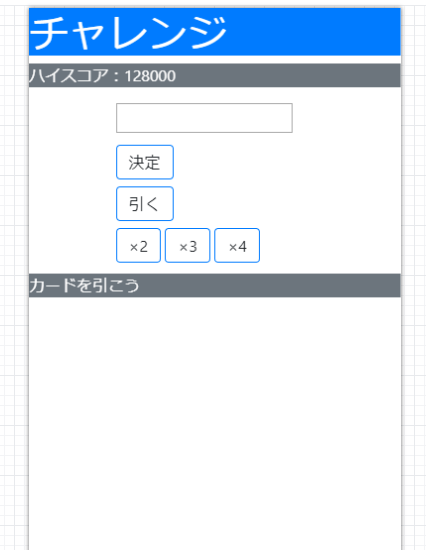 チャレンジ
ハイスコア：128000
決定
引く
×2 ×3 ×4
カードを引こう